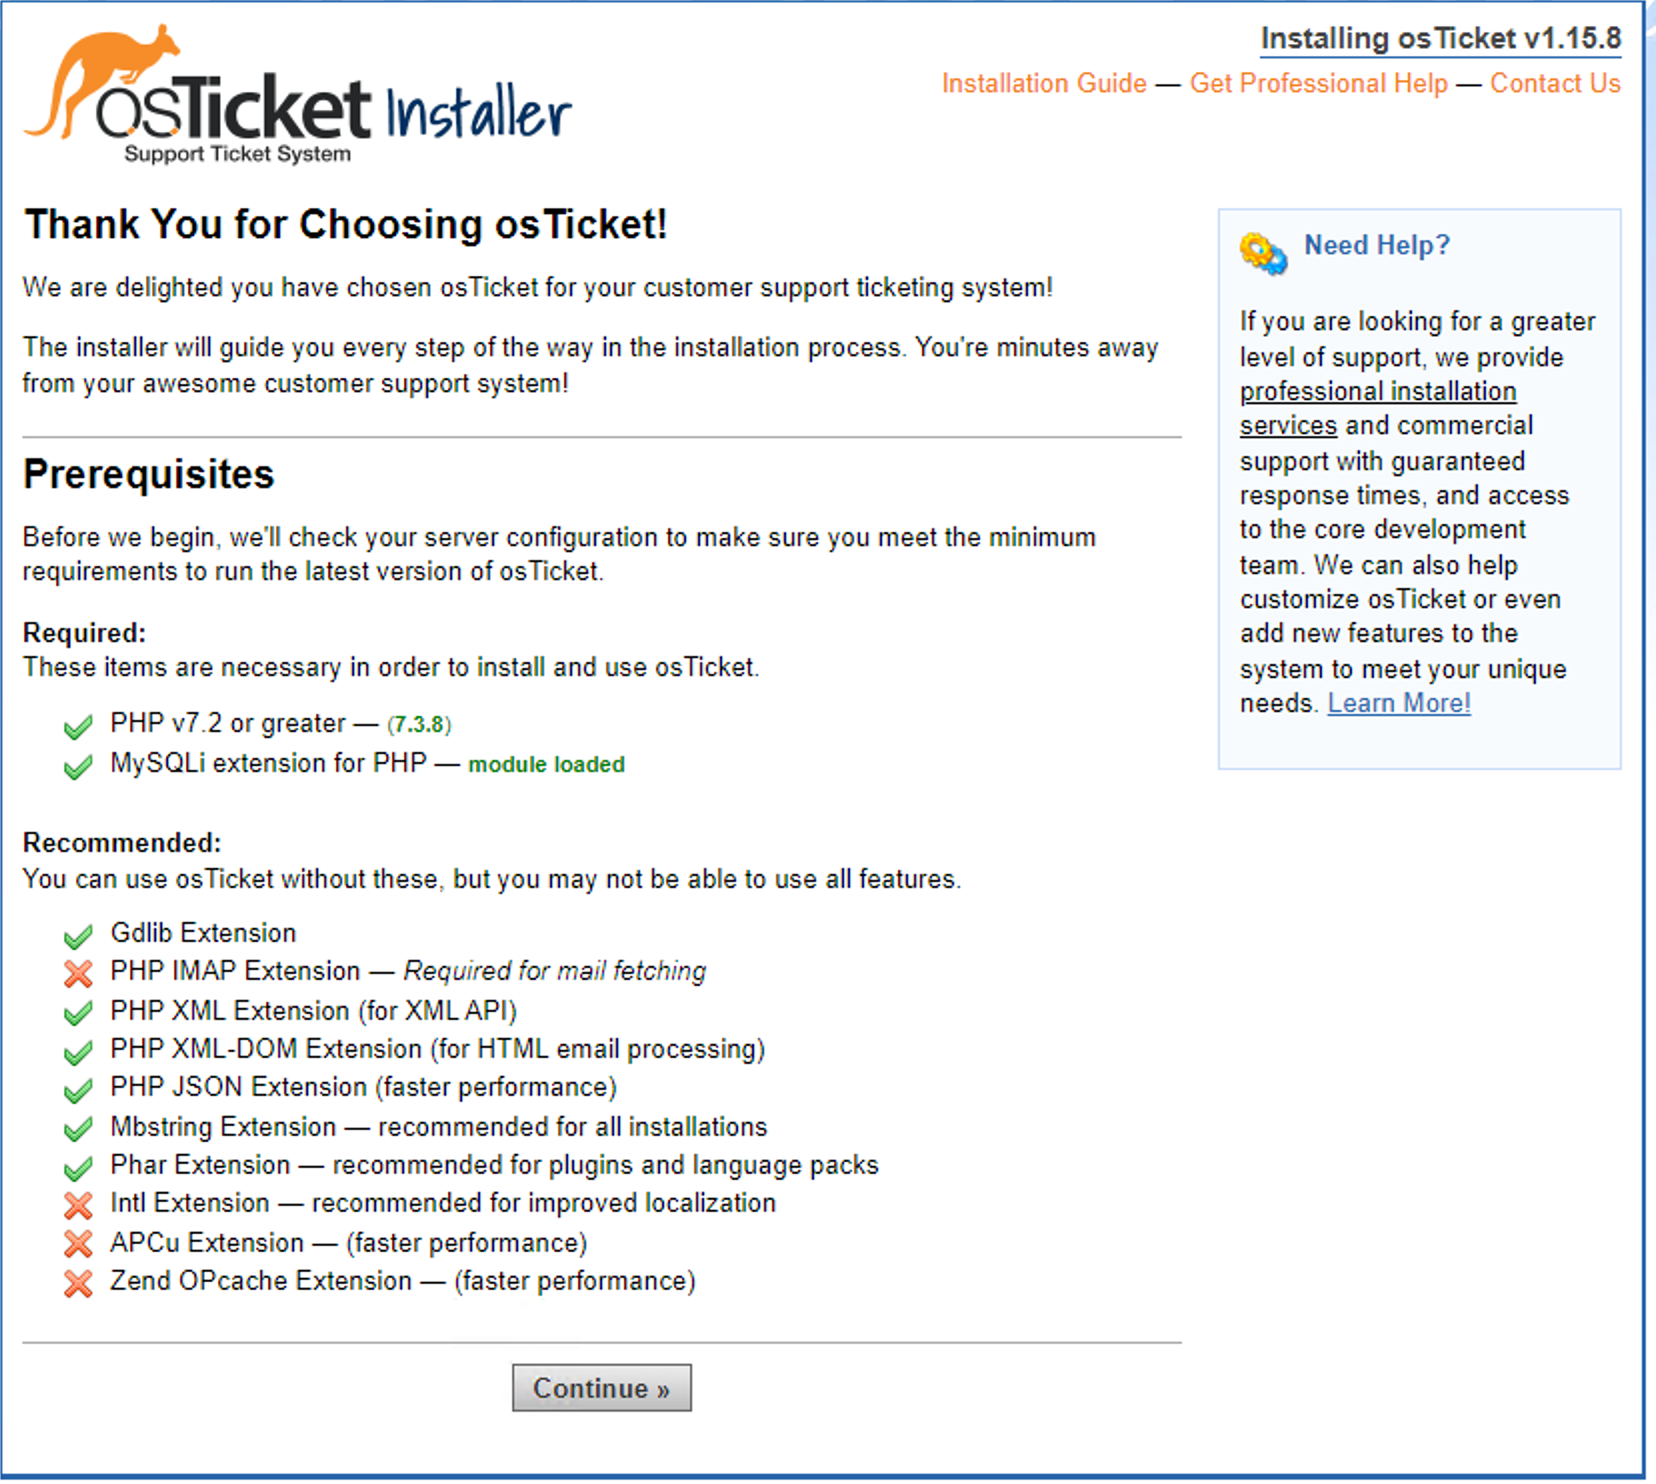 osTicket Installer
Support Ticket System
Installing osTicket v1.15.8
Installation Guide — Get Professional Help — Contact Us
Thank You for Choosing osTicket!
We are delighted you have chosen osTicket for your customer support ticketing system!
The installer will guide you every step of the way in the installation process. You're minutes away
from your awesome customer support system!
Prerequisites
Before we begin, we'll check your server configuration to make sure you meet the minimum
requirements to run the latest version of osTicket.
Required:
These items are necessary in order to install and use osTicket.
PHP v7.2 or greater — (7.3.8)
MySQLi extension for PHP — module loaded
Recommended:
You can use osTicket without these, but you may not be able to use all features.
Gdlib Extension
PHP IMAP Extension — Required for mail fetching
PHP XML Extension (for XML API)
PHP XML-DOM Extension (for HTML email processing)
PHP JSON Extension (faster performance)
Mbstring Extension — recommended for all installations
Phar Extension — recommended for plugins and language packs
Intl Extension — recommended for improved localization
APCu Extension — (faster performance)
Zend OPcache Extension — (faster performance)
Continue »
Need Help?
If you are looking for a greater
level of support, we provide
professional installation
services and commercial
support with guaranteed
response times, and access
to the core development
team. We can also help
customize osTicket or even
add new features to the
system to meet your unique
needs. Learn More!